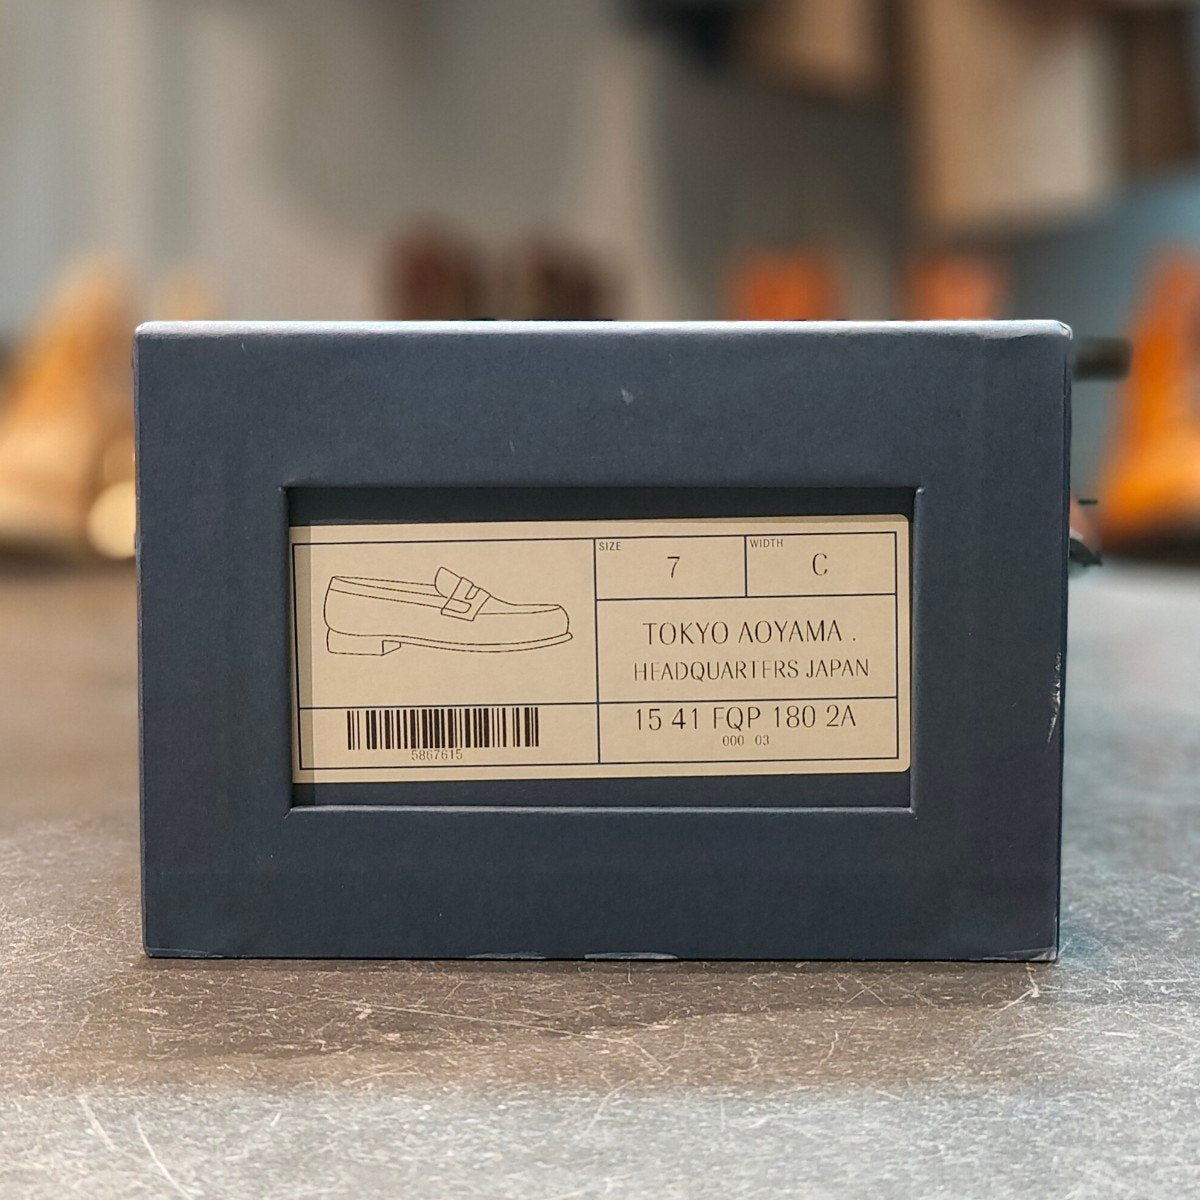 SIZE
7
WIDTH
C
TOKYO AOYAMA .
HEADQUARTERS JAPAN
15 41 FQP 180 2A
000 03
5867615